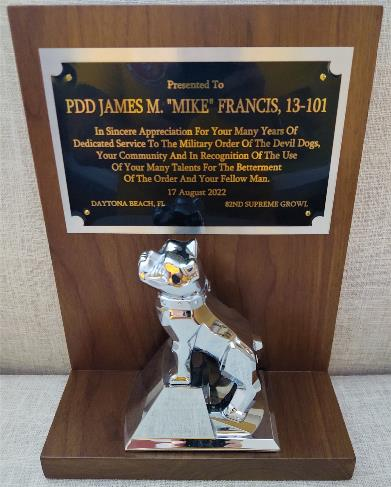 Presented To
PDD JAMES M. "MIKE" FRANCIS, 13-101
In Sincere Appreciation For Your Many Years Of
Dedicated Service To The Military Order Of The Devil Dogs,
Your Community And In Recognition Of The Use
Of Your Many Talents For The Betterment
Of The Order And Your Fellow Man.
17 August 2022
DAYTONA BEACH, FL 82ND SUPREME GROWL